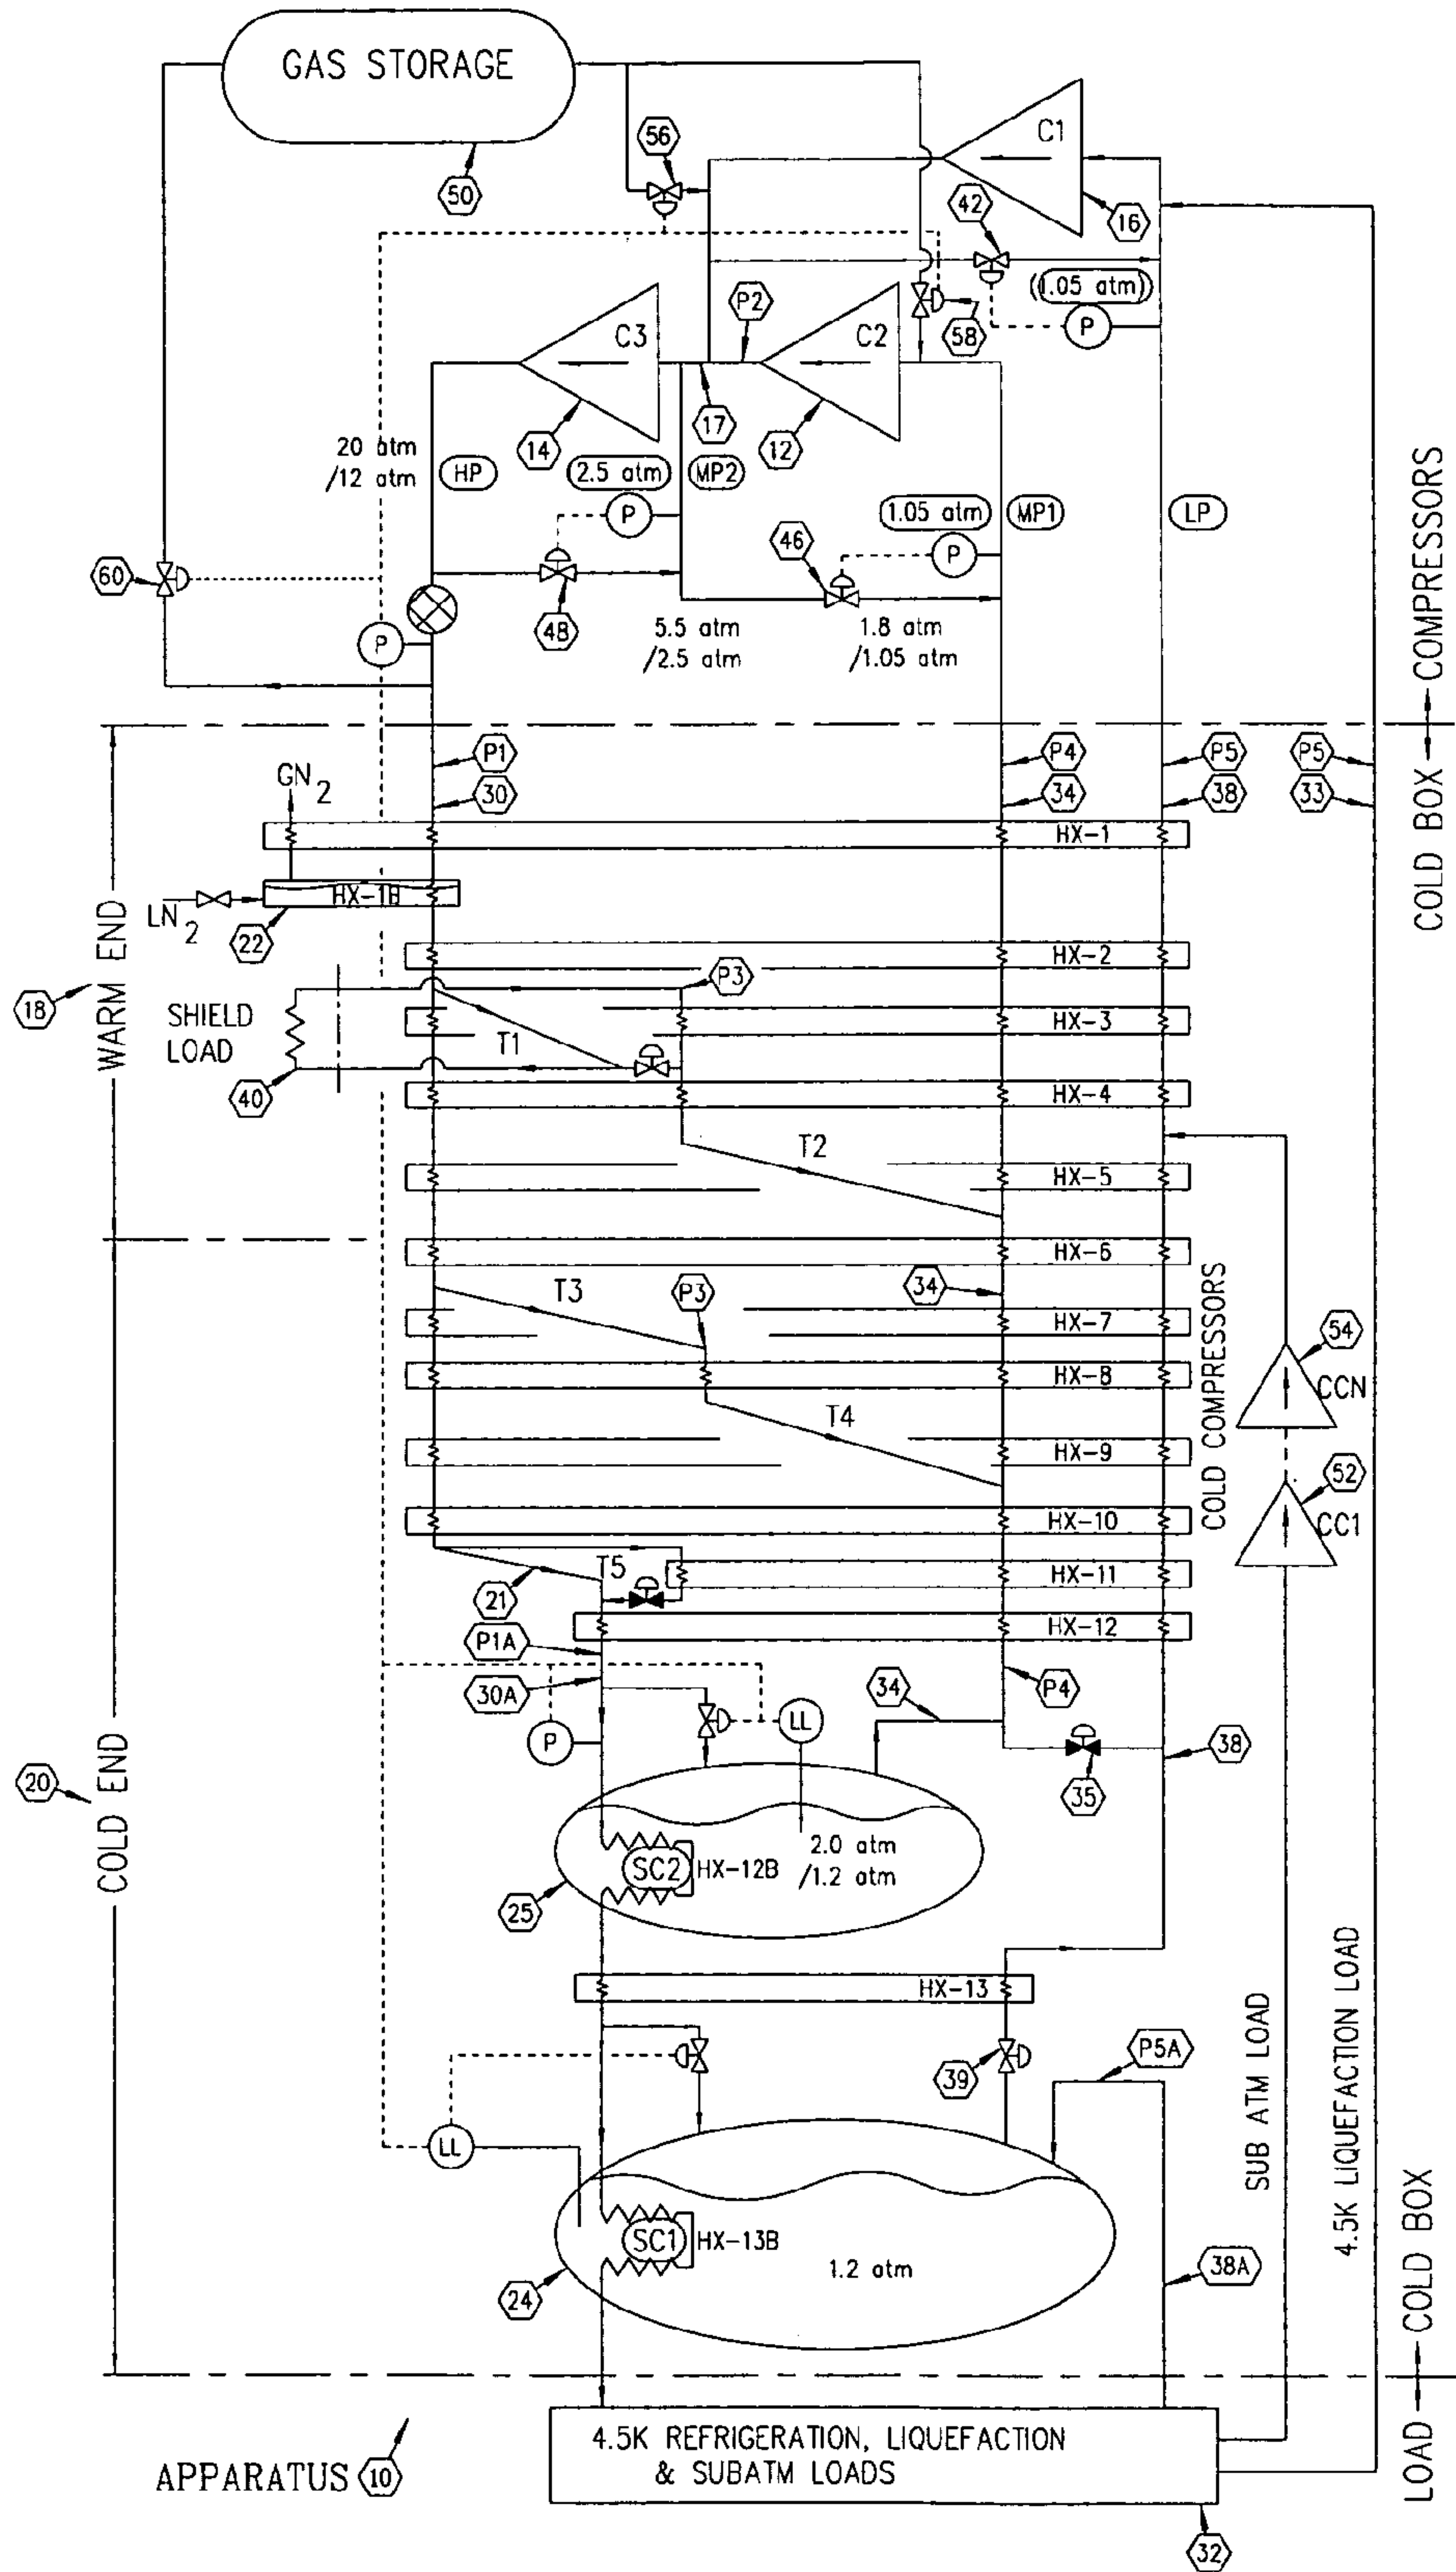 GAS STORAGE
50
56
C1
42
16
(1.05 atm)
P
58
P2
C3
C2
17
14
12
20 atm
/12 atm
HP
2.5 atm
MP2
P
1.05 atm
MP1
LP
P
46
60
48
P
5.5 atm
/2.5 atm
1.8 atm
/1.05 atm
COMPRESSORS
COLD BOX
P1
P4
P5
P5
30
34
38
33
GN2
HX-1
HX-1B
LN2
22
HX-2
P3
18
WARM END
SHIELD
LOAD
T1
HX-3
40
HX-4
T2
HX-5
HX-6
T3
P3
34
HX-7
COLD COMPRESSORS
54
CCN
HX-8
T4
HX-9
52
CC1
HX-10
T5
HX-11
21
HX-12
P1A
30A
P4
34
LL
P
38
35
20
COLD END
2.0 atm
/1.2 atm
SC2
HX-12B
25
HX-13
39
P5A
LL
SUB ATM LOAD
4.5K LIQUEFACTION LOAD
SC1
HX-13B
1.2 atm
24
38A
COLD BOX
LOAD
4.5K REFRIGERATION, LIQUEFACTION
& SUBATM LOADS
APPARATUS 10
32